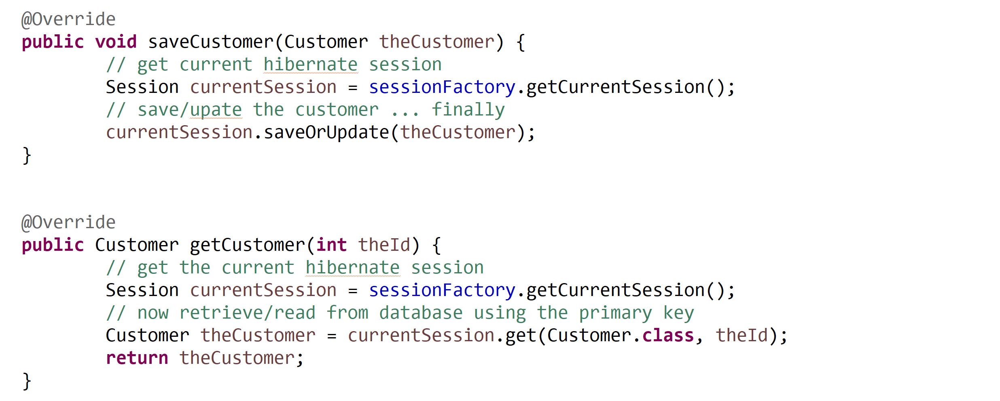 @Override
public void saveCustomer(Customer theCustomer) {
        // get current hibernate session
        Session currentSession = sessionFactory.getCurrentSession();
        // save/upate the customer ... finally
        currentSession.saveOrUpdate(theCustomer);
}
@Override
public Customer getCustomer(int theId) {
        // get the current hibernate session
        Session currentSession = sessionFactory.getCurrentSession();
        // now retrieve/read from database using the primary key
        Customer theCustomer = currentSession.get(Customer.class, theId);
        return theCustomer;
}